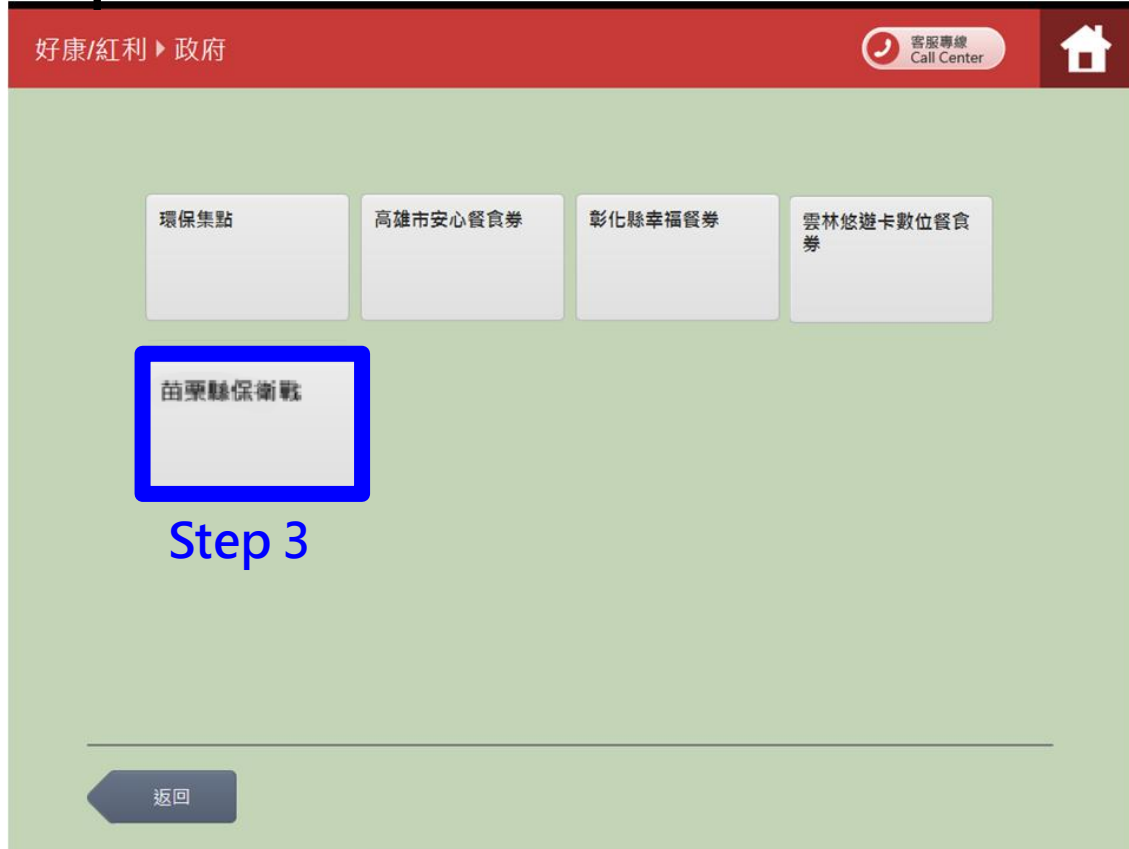 好康/紅利▶政府
客服專線
Call Center
環保集點
高雄市安心餐食券
彰化縣幸福餐券
雲林悠遊卡數位餐食
券
苗栗縣保衛戰
Step 3
返回